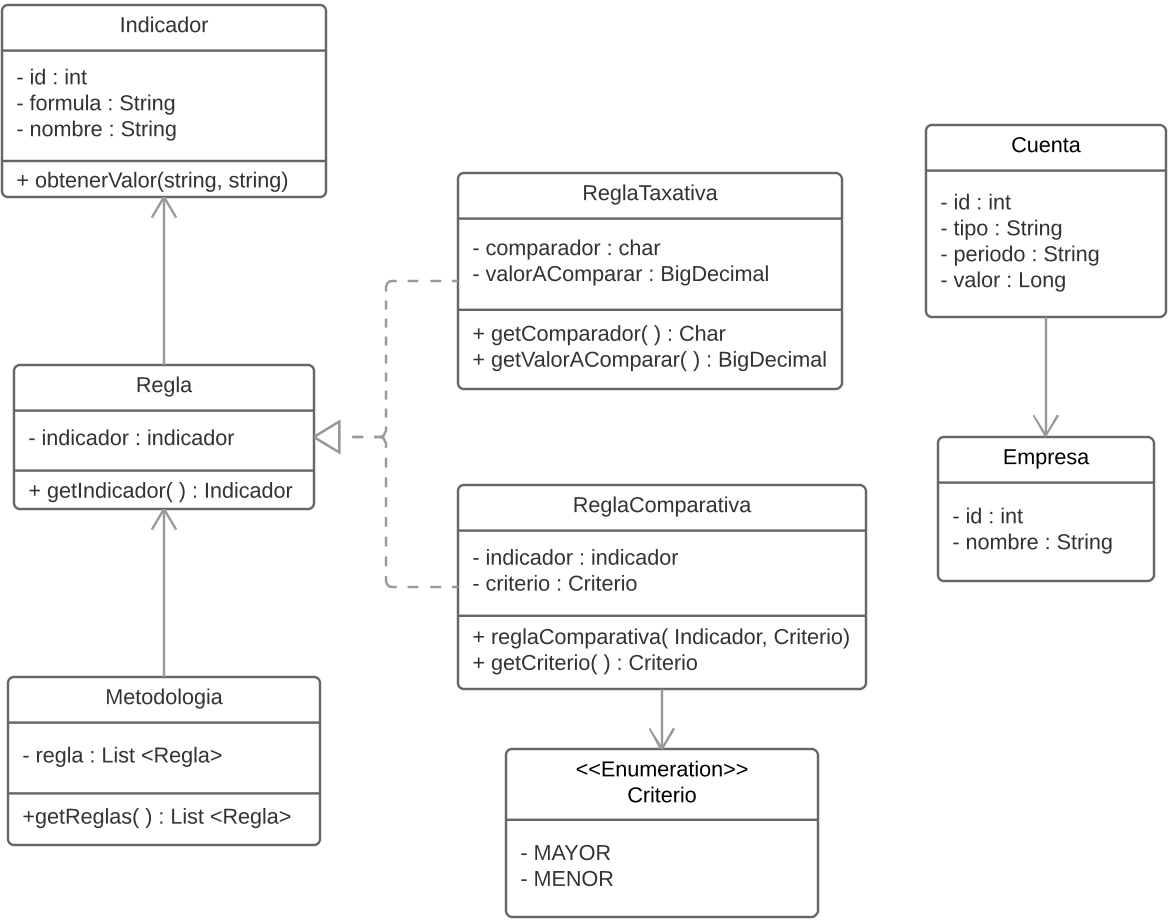 Indicador
- id : int
- formula : String
- nombre : String
+ obtenerValor(string, string)
Regla
- indicador : indicador
+ getIndicador( ) : Indicador
Metodologia
- regla : List <Regla>
+getReglas( ) : List <Regla>
ReglaTaxativa
- comparador : char
- valorAComparar : BigDecimal
+ getComparador( ) : Char
+ getValorAComparar( ) : BigDecimal
ReglaComparativa
- indicador : indicador
- criterio : Criterio
+ reglaComparativa( Indicador, Criterio)
+ getCriterio( ) : Criterio
<<Enumeration>>
Criterio
- MAYOR
- MENOR
Cuenta
- id : int
- tipo : String
- periodo : String
- valor : Long
Empresa
- id : int
- nombre : String